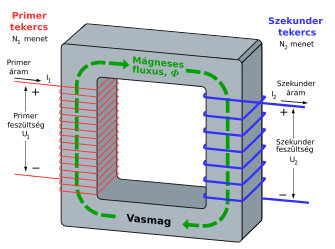 Primer
tekercs
N₁ menet
Primer
áram
I₁
+
Primer
feszültség
U₁
−
Mágneses
fluxus, Φ
Vasmag
Szekunder
tekercs
N₂ menet
Szekunder
áram
I₂
+
Szekunder
feszültség
U₂
−